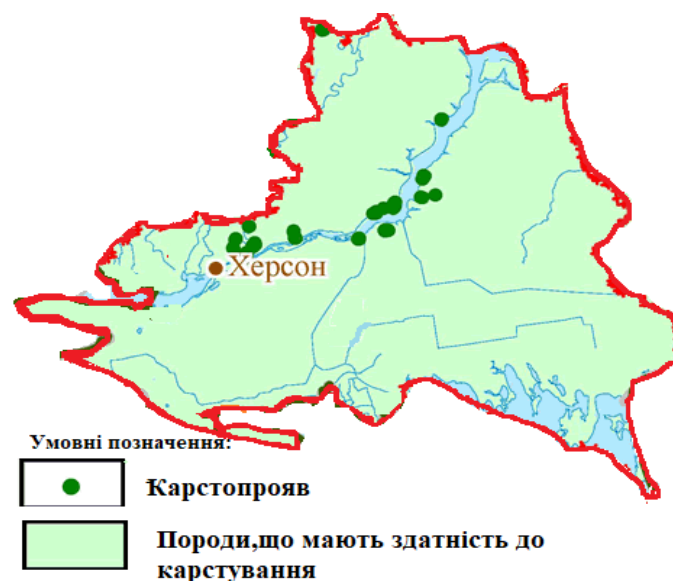 Херсон
Умовні позначення:
Карстопрояв
Породи,що мають здатність до
карстування